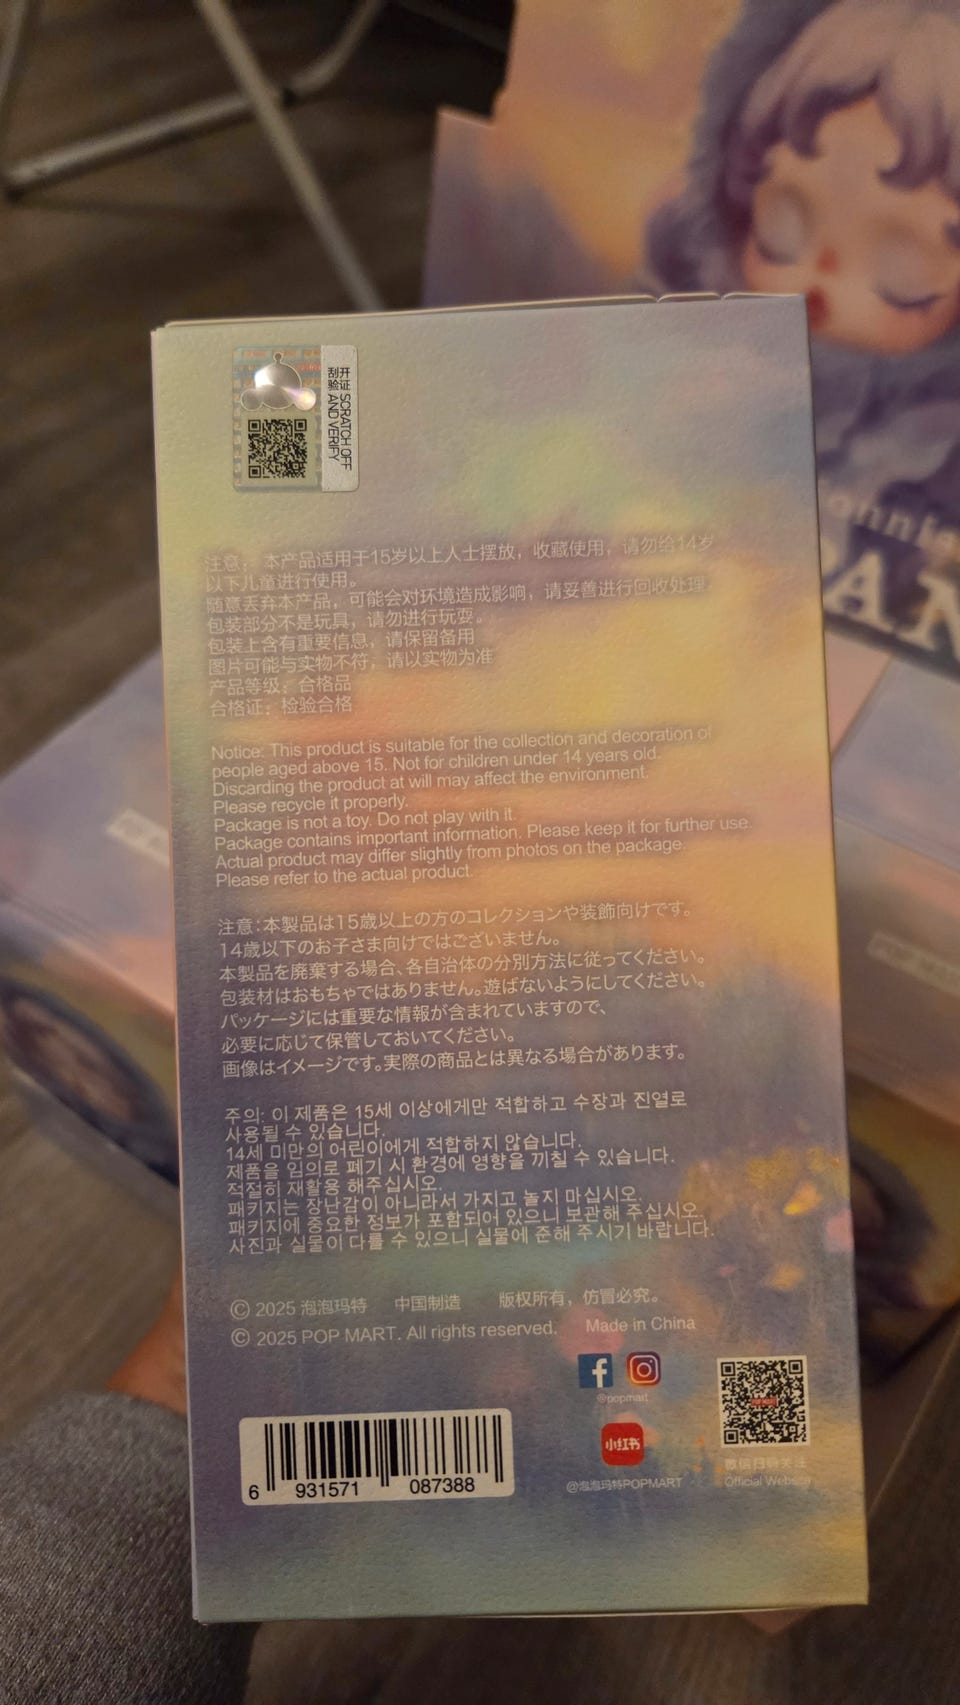 刮开
验证
SCRATCH OFF
AND VERIFY
注意：本产品适用于15岁以上人士摆放，收藏使用，请勿给14岁
以下儿童进行使用。
随意丢弃本产品，可能会对环境造成影响，请妥善进行回收处理。
包装部分不是玩具，请勿进行玩耍。
包装上含有重要信息，请保留备用
图片可能与实物不符，请以实物为准
产品等级：合格品
合格证：检验合格
Notice: This product is suitable for the collection and decoration of
people aged above 15. Not for children under 14 years old.
Discarding the product at will may affect the environment.
Please recycle it properly.
Package is not a toy. Do not play with it.
Package contains important information. Please keep it for further use.
Actual product may differ slightly from photos on the package.
Please refer to the actual product.
注意:本製品は15歳以上の方のコレクションや装飾向けです。
14歳以下のお子さま向けではございません。
本製品を廃棄する場合、各自治体の分別方法に従ってください。
包装材はおもちゃではありません。遊ばないようにしてください。
パッケージには重要な情報が含まれていますので、
必要に応じて保管しておいてください。
画像はイメージです。実際の商品とは異なる場合があります。
주의: 이 제품은 15세 이상에게만 적합하고 수장과 진열로
사용될 수 있습니다.
14세 미만의 어린이에게 적합하지 않습니다.
제품을 임의로 폐기 시 환경에 영향을 끼칠 수 있습니다.
적절히 재활용 해주십시오.
패키지는 장난감이 아니라서 가지고 놀지 마십시오.
패키지에 중요한 정보가 포함되어 있으니 보관해 주십시오.
사진과 실물이 다를 수 있으니 실물에 준해 주시기 바랍니다.
© 2025 泡泡玛特 中国制造 版权所有，仿冒必究。
© 2025 POP MART. All rights reserved. Made in China
@popmart
小红书
@泡泡玛特POPMART
POP MART
微信扫码关注
Official Website
6 931571 087388